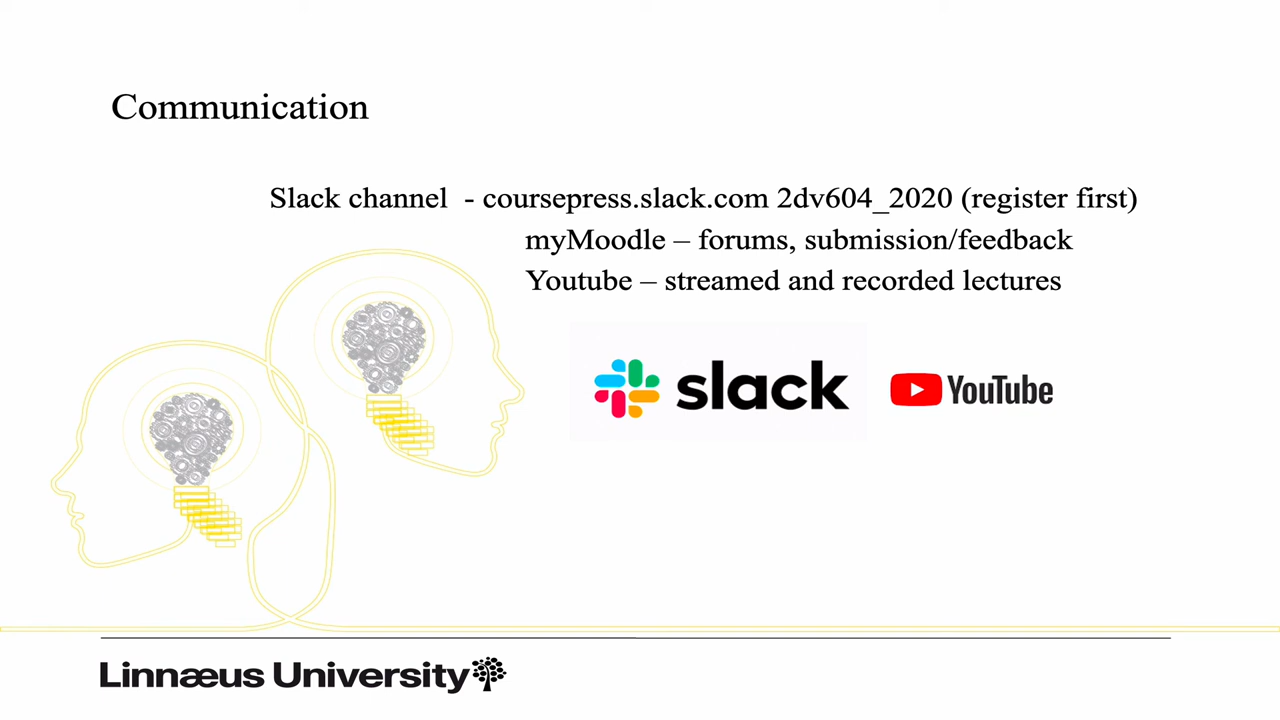 Communication
Slack channel - coursepress.slack.com 2dv604_2020 (register first)
myMoodle – forums, submission/feedback
Youtube – streamed and recorded lectures
slack
YouTube
Linnæus University